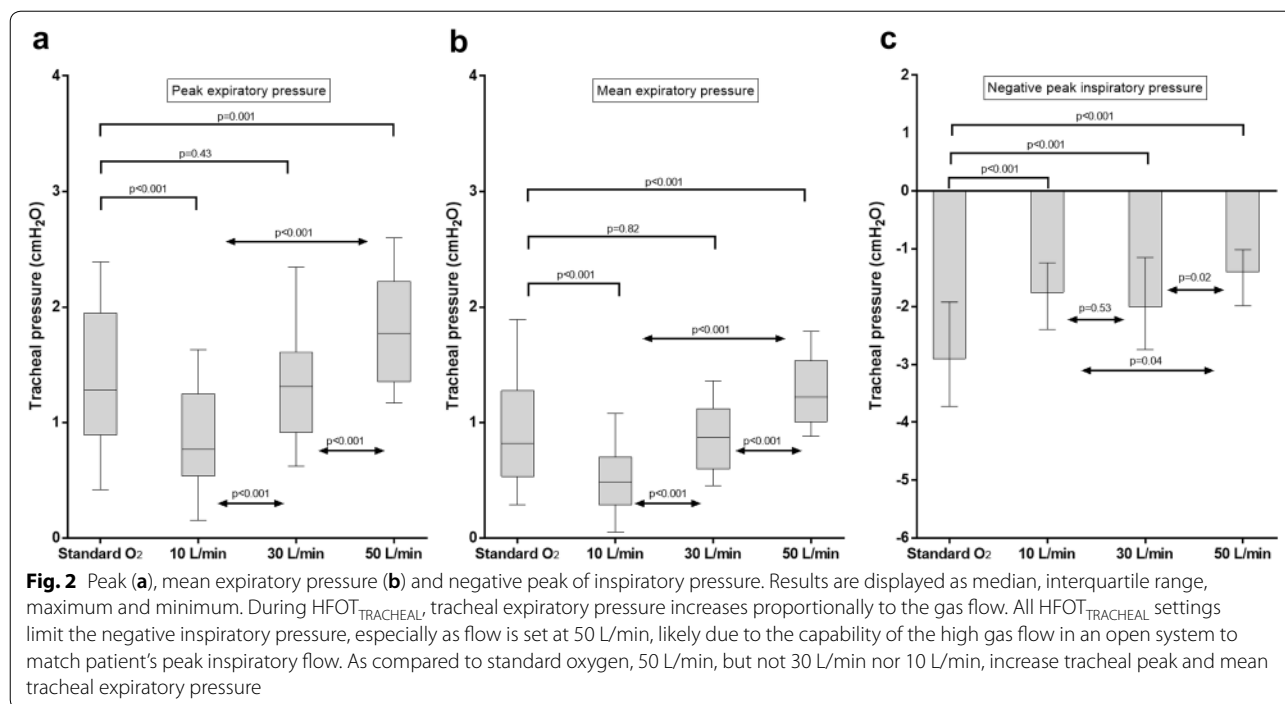 a
Peak expiratory pressure
4
3
2
1
0
Tracheal pressure (cmH2O)
p=0.001
p=0.43
p<0.001
p<0.001
p<0.001
p<0.001
Standard O2 10 L/min 30 L/min 50 L/min
b
Mean expiratory pressure
4
3
2
1
0
Tracheal pressure (cmH2O)
p<0.001
p=0.82
p<0.001
p<0.001
p<0.001
p<0.001
Standard O2 10 L/min 30 L/min 50 L/min
c
Negative peak inspiratory pressure
2
1
0
-1
-2
-3
-4
-5
-6
Tracheal pressure (cmH2O)
p<0.001
p<0.001
p<0.001
p=0.02
p=0.53
p=0.04
Standard O2 10 L/min 30 L/min 50 L/min
Fig. 2 Peak (a), mean expiratory pressure (b) and negative peak of inspiratory pressure. Results are displayed as median, interquartile range,
maximum and minimum. During HFOTTRACHEAL, tracheal expiratory pressure increases proportionally to the gas flow. All HFOTTRACHEAL settings
limit the negative inspiratory pressure, especially as flow is set at 50 L/min, likely due to the capability of the high gas flow in an open system to
match patient's peak inspiratory flow. As compared to standard oxygen, 50 L/min, but not 30 L/min nor 10 L/min, increase tracheal peak and mean
tracheal expiratory pressure